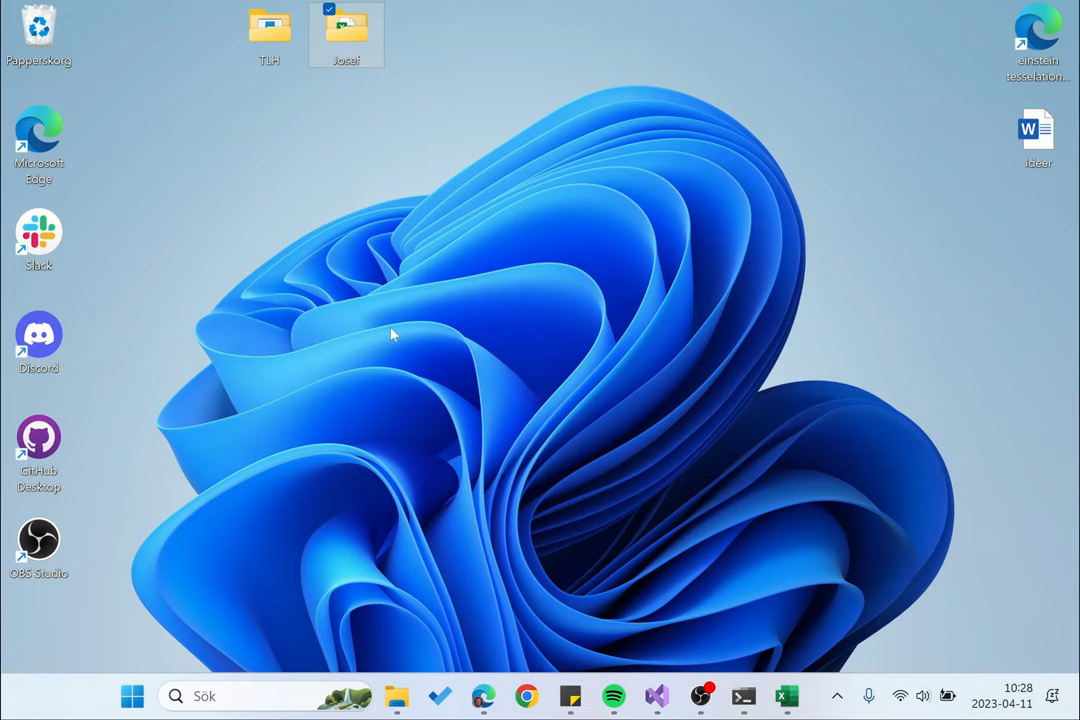 Papperskorg
TLH
Josef
einstein
tesselation...
Microsoft
Edge
Ideer
Slack
Discord
GitHub
Desktop
OBS Studio
Sök
10:28
2023-04-11